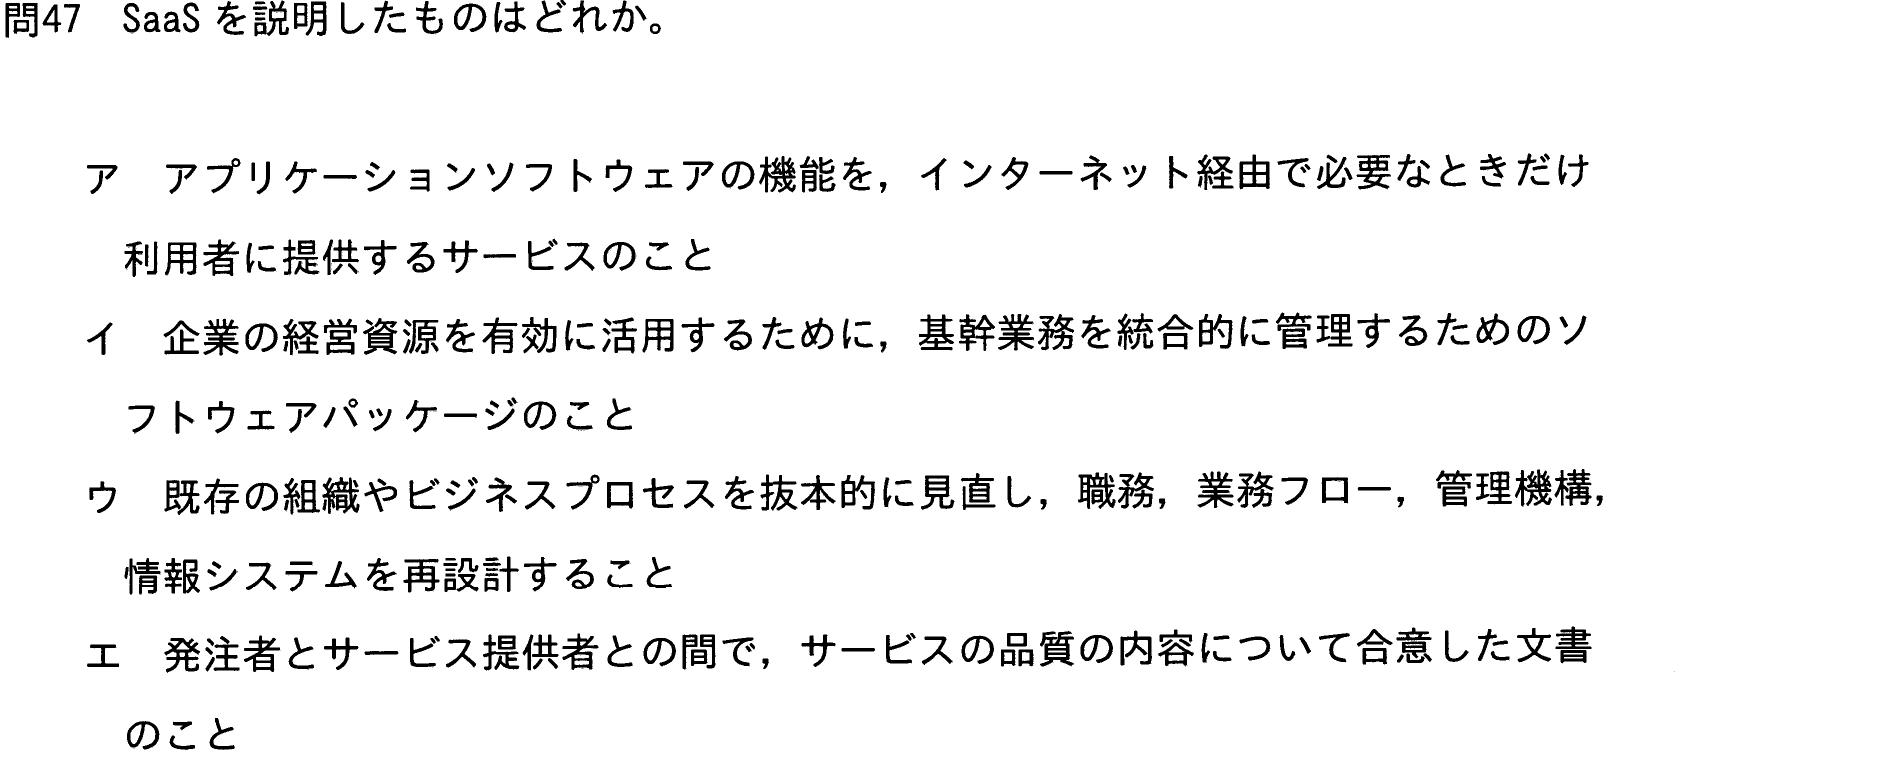 問47　SaaS を説明したものはどれか。
ア　アプリケーションソフトウェアの機能を，インターネット経由で必要なときだけ
利用者に提供するサービスのこと
イ　企業の経営資源を有効に活用するために，基幹業務を統合的に管理するためのソ
フトウェアパッケージのこと
ウ　既存の組織やビジネスプロセスを抜本的に見直し，職務，業務フロー，管理機構，
情報システムを再設計すること
エ　発注者とサービス提供者との間で，サービスの品質の内容について合意した文書
のこと